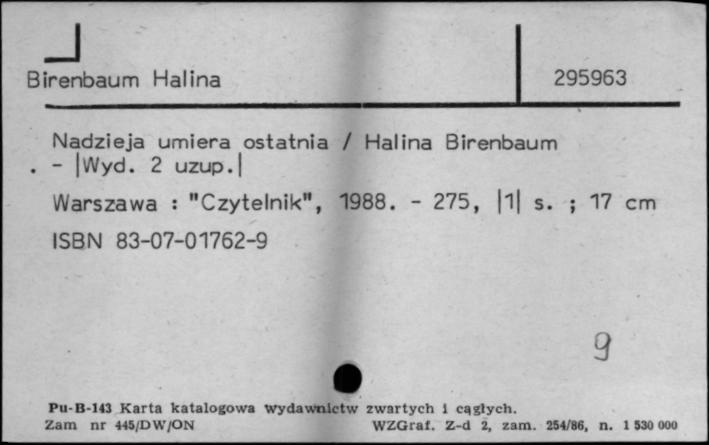 Birenbaum Halina 295963
Nadzieja umiera ostatnia / Halina Birenbaum
. - |Wyd. 2 uzup.|
Warszawa : "Czytelnik", 1988. - 275, |1| s. ; 17 cm
ISBN 83-07-01762-9
9
Pu-B-143 Karta katalogowa wydawnictw zwartych i cągłych.
Zam nr 445/DW/ON WZGraf. Z-d 2, zam. 254/86, n. 1 530 000